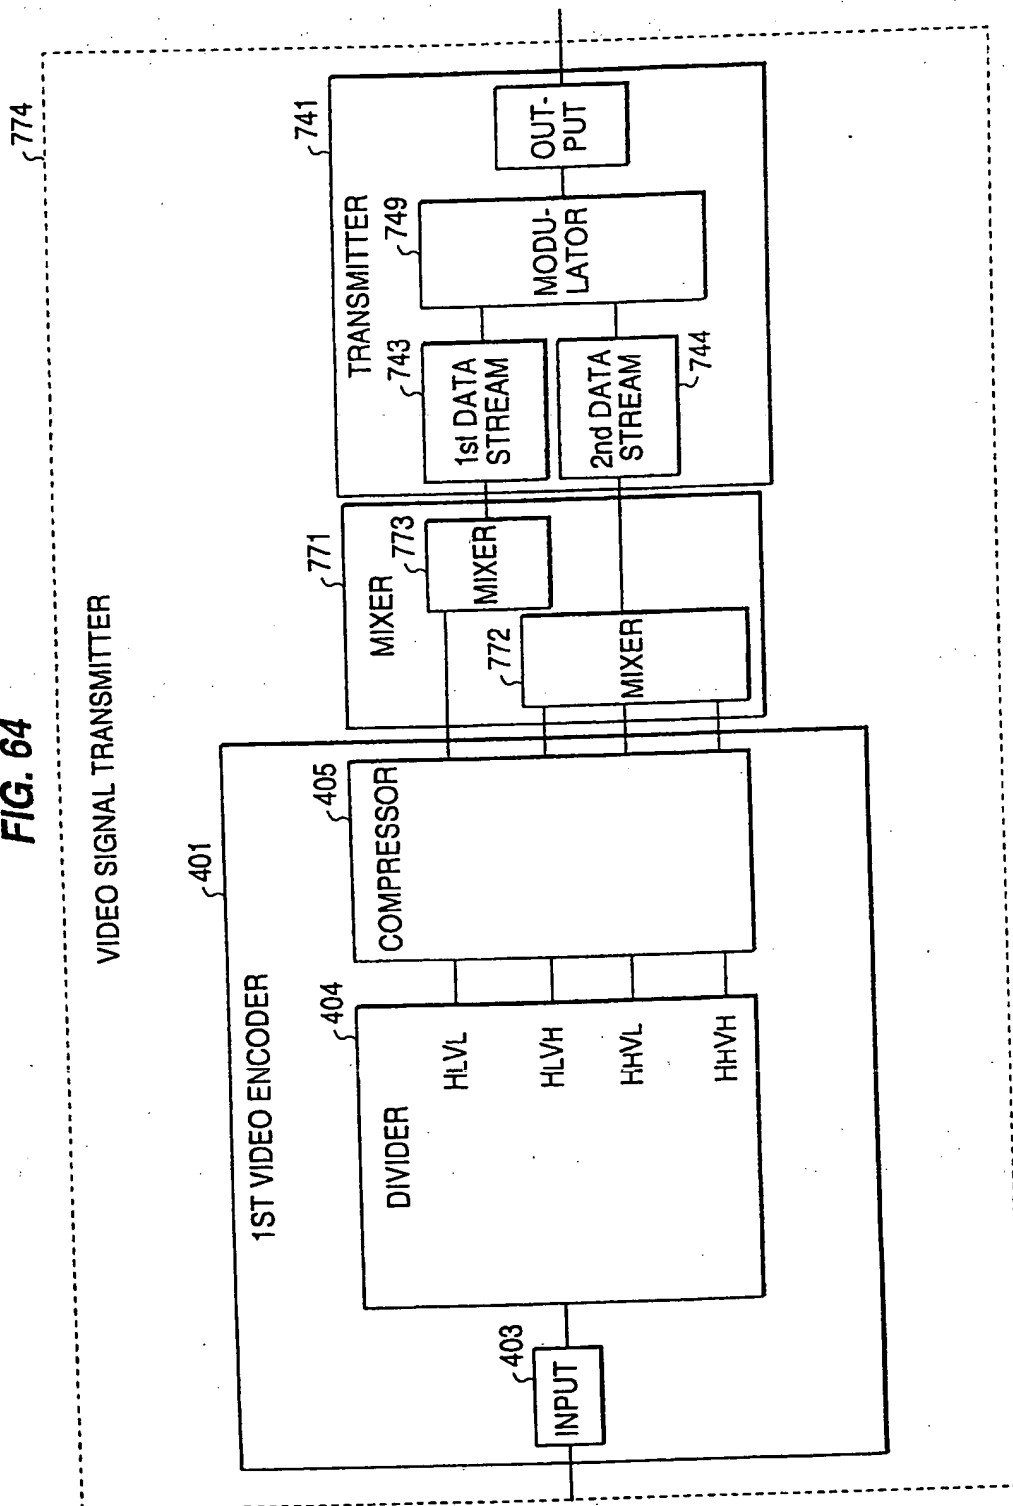 FIG. 64
774
VIDEO SIGNAL TRANSMITTER
401
1ST VIDEO ENCODER
403
INPUT
404
DIVIDER
HLVL
HLVH
HHVL
HHVH
405
COMPRESSOR
771
MIXER
772
MIXER
773
MIXER
741
TRANSMITTER
743
1st DATA
STREAM
2nd DATA
STREAM
744
749
MODU-
LATOR
OUT-
PUT